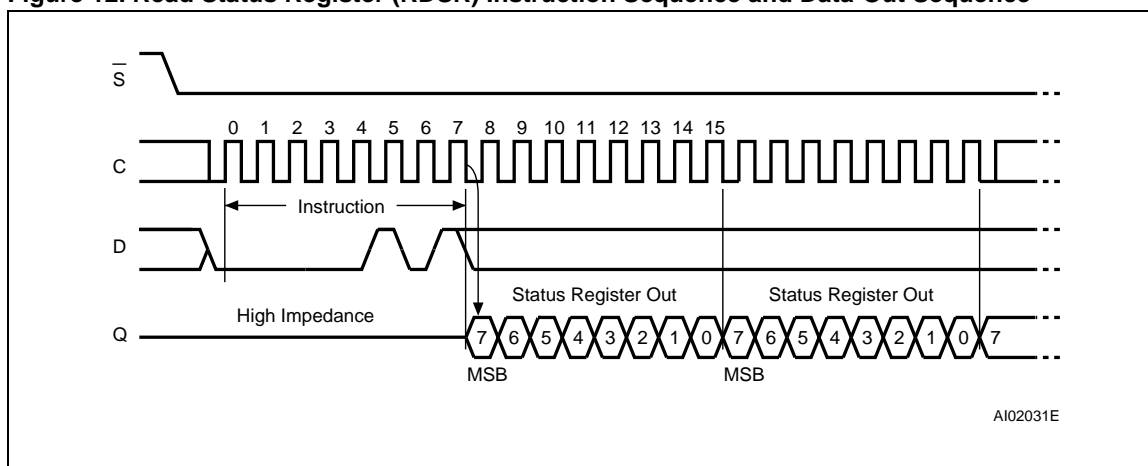 Figure 12. Read Status Register (RDSR) Instruction Sequence and Data-Out Sequence
S
0 1 2 3 4 5 6 7 8 9 10 11 12 13 14 15
C
Instruction
D
Status Register Out Status Register Out
High Impedance
Q
7 6 5 4 3 2 1 0 7 6 5 4 3 2 1 0 7
MSB MSB
AI02031E